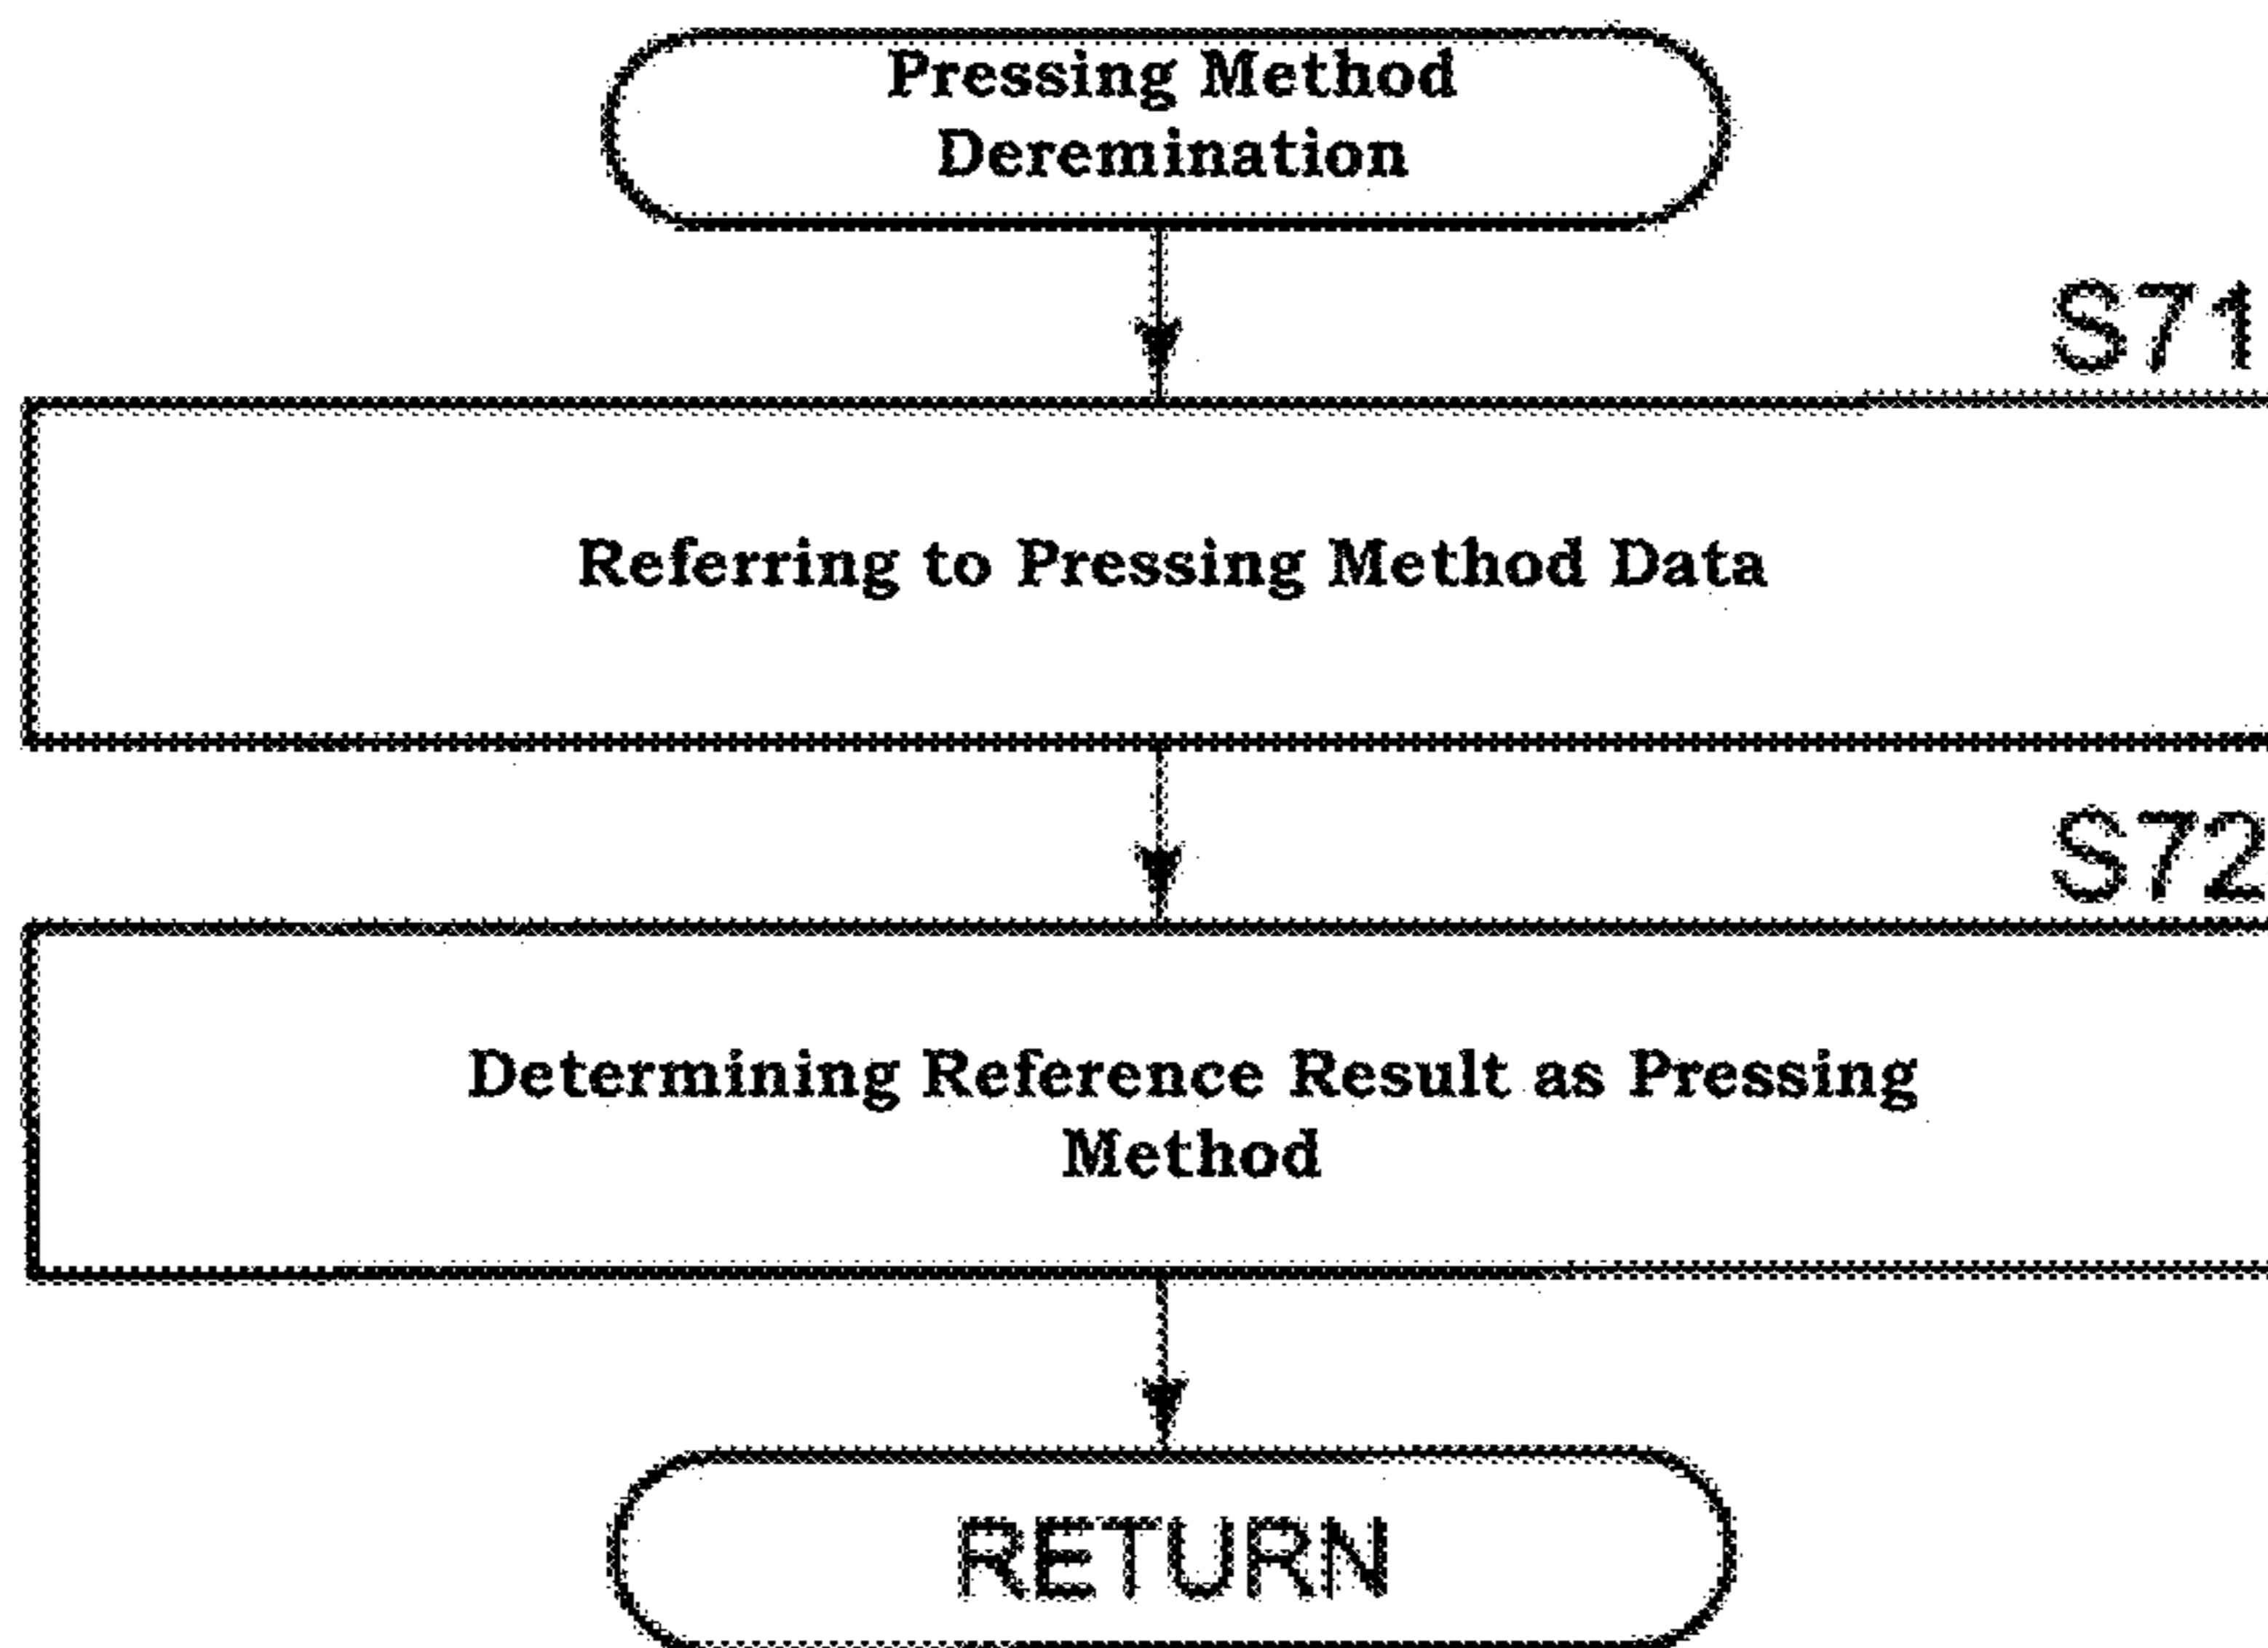 Pressing Method
Deremination
S71
Referring to Pressing Method Data
S72
Determining Reference Result as Pressing
Method
RETURN